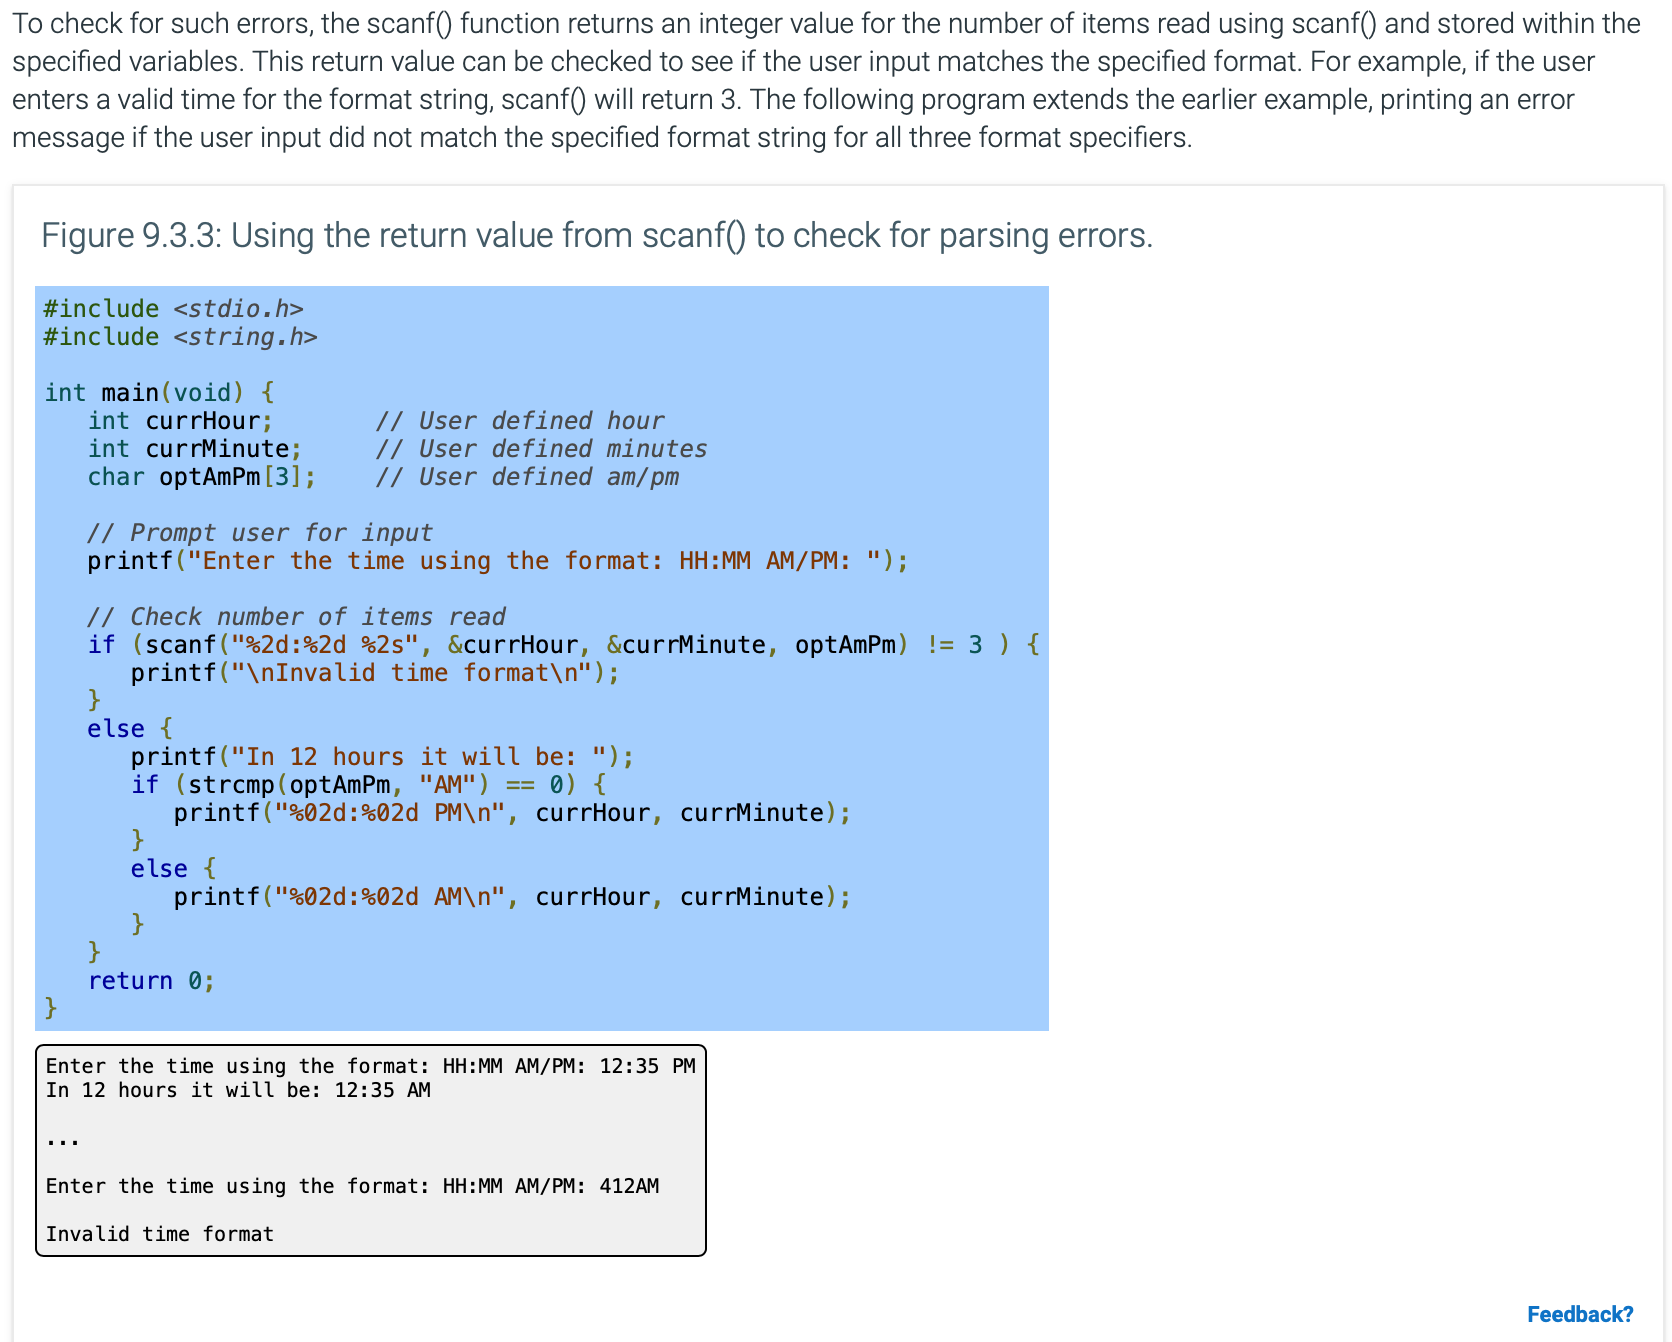 To check for such errors, the scanf() function returns an integer value for the number of items read using scanf() and stored within the
specified variables. This return value can be checked to see if the user input matches the specified format. For example, if the user
enters a valid time for the format string, scanf() will return 3. The following program extends the earlier example, printing an error
message if the user input did not match the specified format string for all three format specifiers.
Figure 9.3.3: Using the return value from scanf() to check for parsing errors.
#include <stdio.h>
#include <string.h>

int main(void) {
   int currHour;       // User defined hour
   int currMinute;     // User defined minutes
   char optAmPm[3];    // User defined am/pm

   // Prompt user for input
   printf("Enter the time using the format: HH:MM AM/PM: ");

   // Check number of items read
   if (scanf("%2d:%2d %2s", &currHour, &currMinute, optAmPm) != 3 ) {
      printf("\nInvalid time format\n");
   }
   else {
      printf("In 12 hours it will be: ");
      if (strcmp(optAmPm, "AM") == 0) {
         printf("%02d:%02d PM\n", currHour, currMinute);
      }
      else {
         printf("%02d:%02d AM\n", currHour, currMinute);
      }
   }
   return 0;
}
Enter the time using the format: HH:MM AM/PM: 12:35 PM
In 12 hours it will be: 12:35 AM

...

Enter the time using the format: HH:MM AM/PM: 412AM

Invalid time format
Feedback?